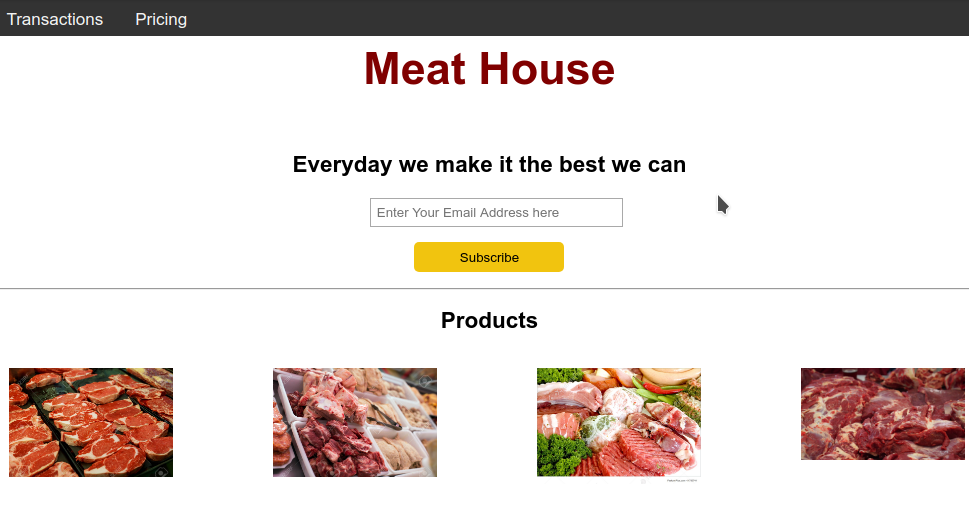 Transactions Pricing
Meat House
Everyday we make it the best we can
Enter Your Email Address here
Subscribe
Products